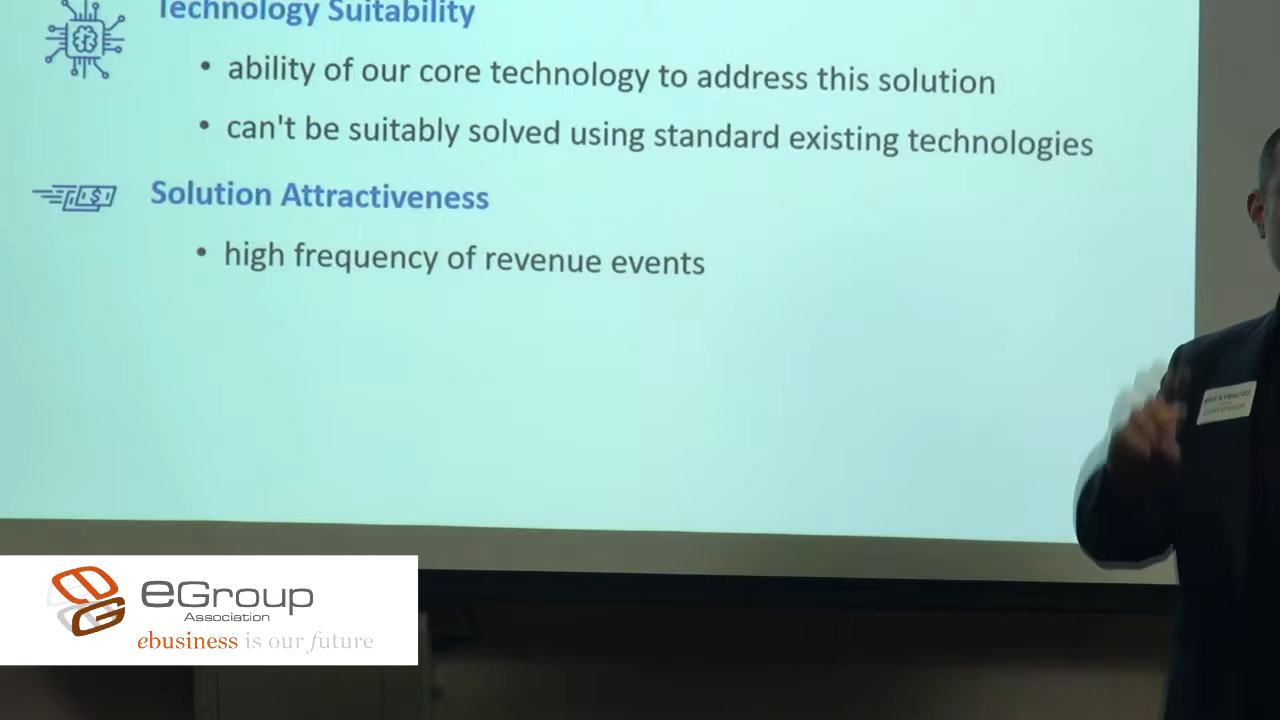 Technology Suitability
• ability of our core technology to address this solution
• can't be suitably solved using standard existing technologies
Solution Attractiveness
• high frequency of revenue events
eGroup
Association
ebusiness is our future